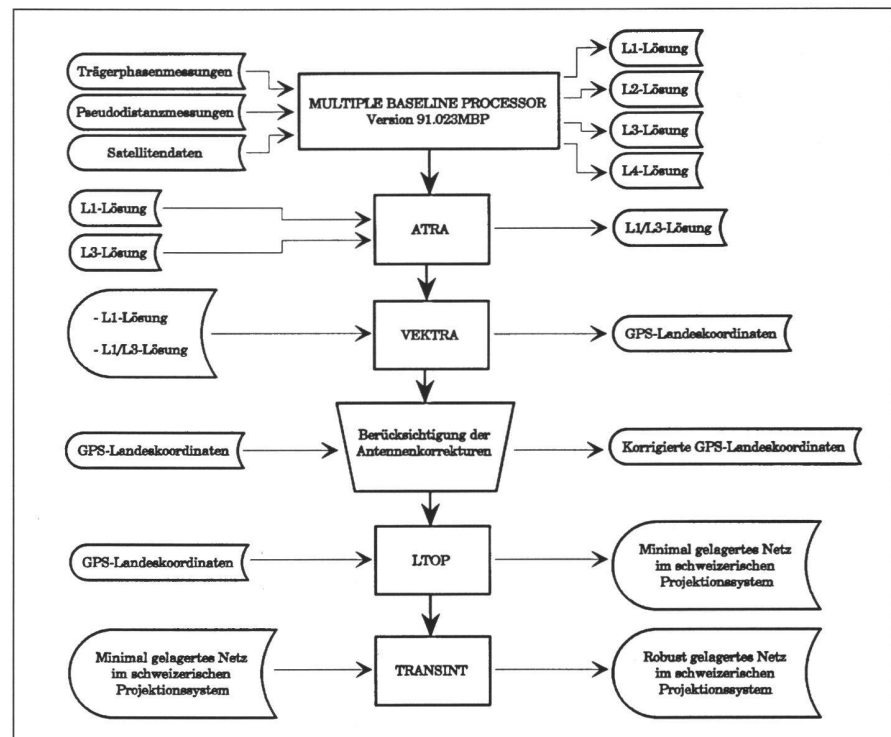 Trägerphasenmessungen
Pseudodistanzmessungen
Satellitendaten
MULTIPLE BASELINE PROCESSOR
Version 91.023MBP
L1-Lösung
L2-Lösung
L3-Lösung
L4-Lösung
L1-Lösung
L3-Lösung
ATRA
L1/L3-Lösung
- L1-Lösung
- L1/L3-Lösung
VEKTRA
GPS-Landeskoordinaten
GPS-Landeskoordinaten
Berücksichtigung der
Antennenkorrekturen
Korrigierte GPS-Landeskoordinaten
GPS-Landeskoordinaten
LTOP
Minimal gelagertes Netz
im schweizerischen
Projektionssystem
Minimal gelagertes Netz
im schweizerischen
Projektionssystem
TRANSINT
Robust gelagertes Netz
im schweizerischen
Projektionssystem